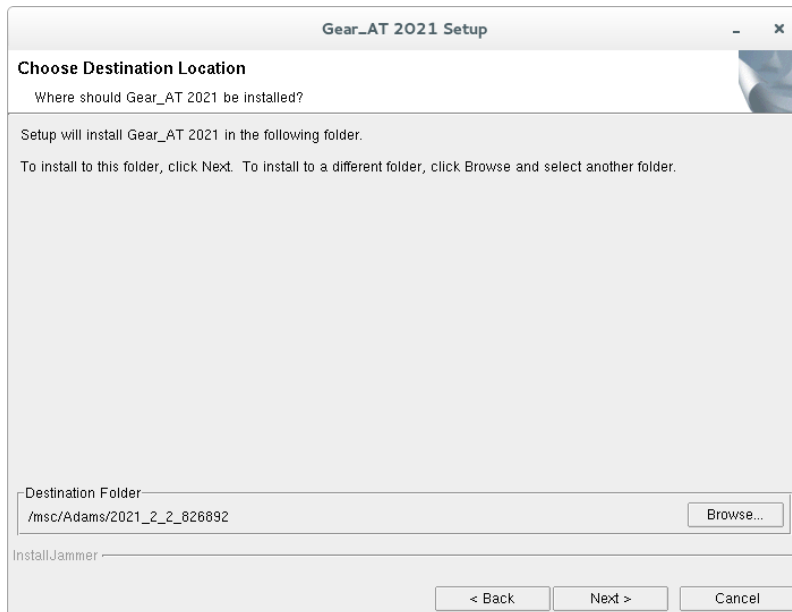 Gear_AT 2021 Setup
Choose Destination Location
Where should Gear_AT 2021 be installed?
Setup will install Gear_AT 2021 in the following folder.
To install to this folder, click Next. To install to a different folder, click Browse and select another folder.
Destination Folder
/msc/Adams/2021_2_2_826892
Browse...
InstallJammer
< Back
Next >
Cancel